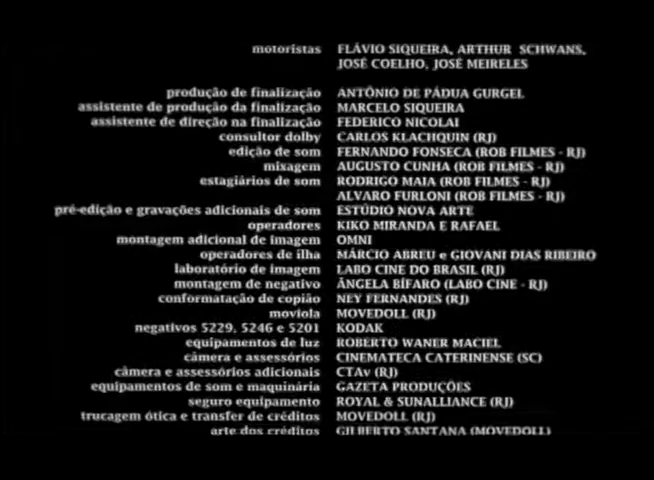 motoristas FLÁVIO SIQUEIRA, ARTHUR SCHWANS,
JOSÉ COELHO, JOSÉ MEIRELES
produção de finalização ANTÔNIO DE PÁDUA GURGEL
assistente de produção da finalização MARCELO SIQUEIRA
assistente de direção na finalização FEDERICO NICOLAI
consultor dolby CARLOS KLACHQUIN (RJ)
edição de som FERNANDO FONSECA (ROB FILMES - RJ)
mixagem AUGUSTO CUNHA (ROB FILMES - RJ)
estagiários de som RODRIGO MAIA (ROB FILMES - RJ)
ALVARO FURLONI (ROB FILMES - RJ)
pré-edição e gravações adicionais de som ESTÚDIO NOVA ARTE
operadores KIKO MIRANDA E RAFAEL
montagem adicional de imagem OMNI
operadores de ilha MÁRCIO ABREU e GIOVANI DIAS RIBEIRO
laboratório de imagem LABO CINE DO BRASIL (RJ)
montagem de negativo ÂNGELA BÍFARO (LABO CINE - RJ)
conformatação de copião NEY FERNANDES (RJ)
moviola MOVEDOLL (RJ)
negativos 5229, 5246 e 5201 KODAK
equipamentos de luz ROBERTO WANER MACIEL
câmera e assessórios CINEMATECA CATERINENSE (SC)
câmera e assessórios adicionais CTAv (RJ)
equipamentos de som e maquinária GAZETA PRODUÇÕES
seguro equipamento ROYAL & SUNALLIANCE (RJ)
trucagem ótica e transfer de créditos MOVEDOLL (RJ)
arte dos créditos GILBERTO SANTANA (MOVEDOLL)